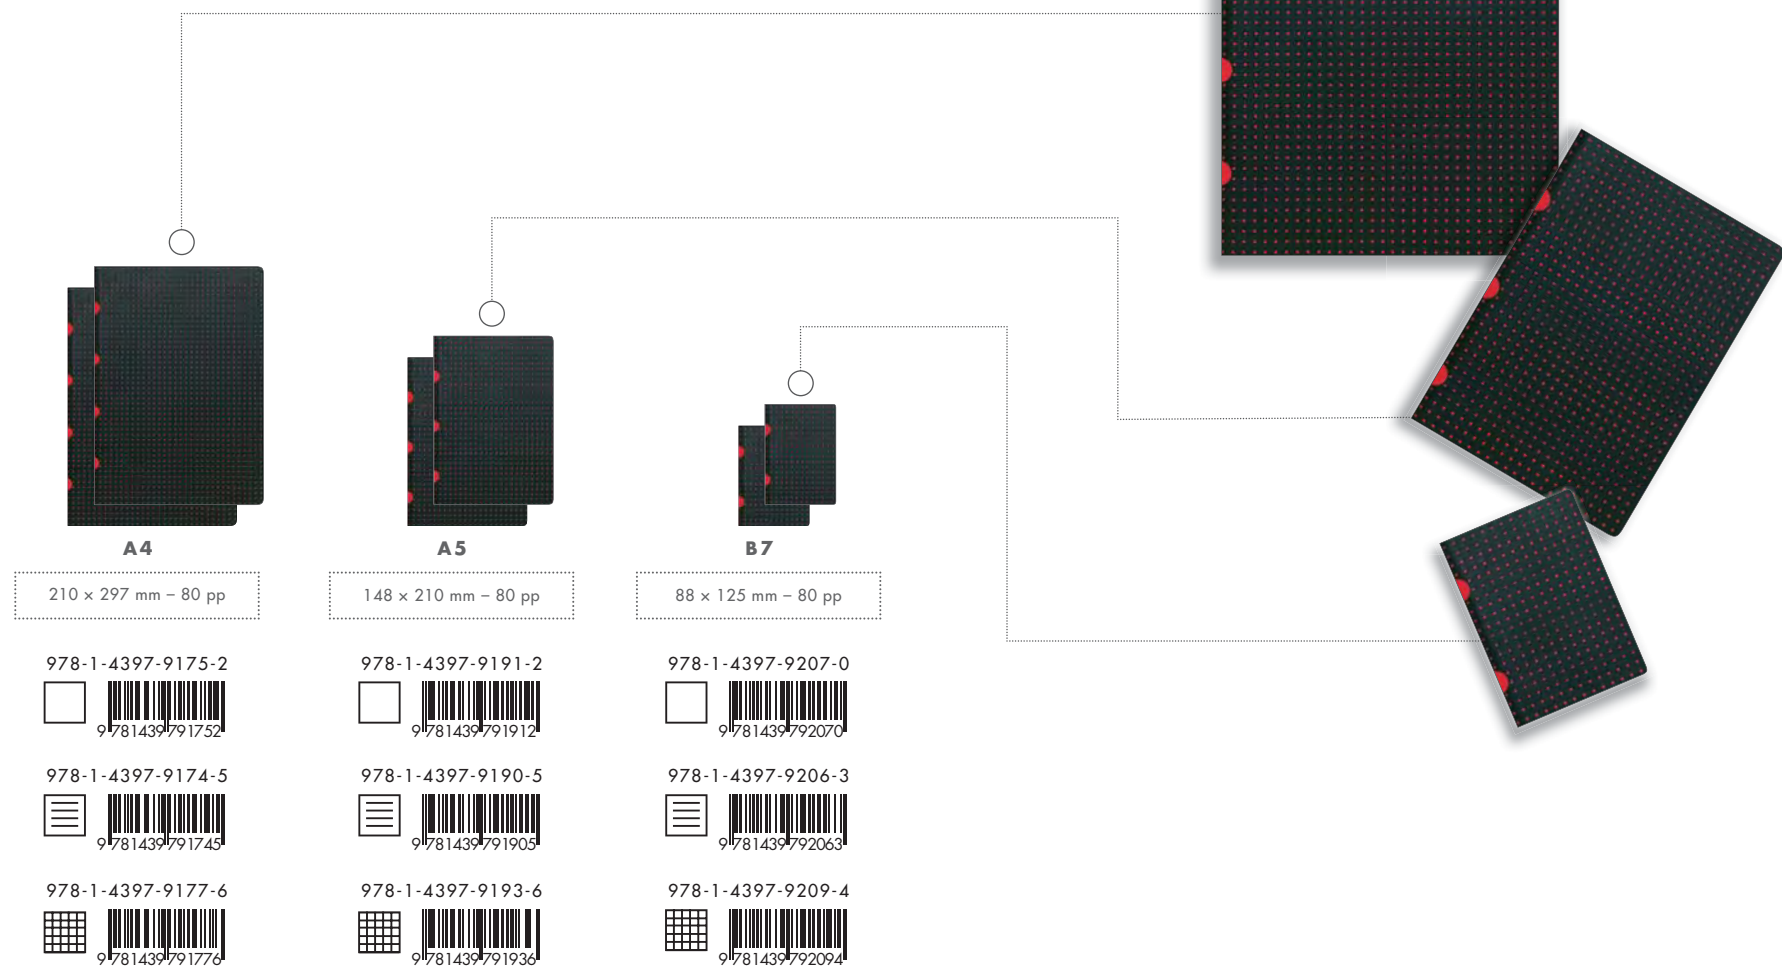 A4
210 × 297 mm – 80 pp
978-1-4397-9175-2
9 781439 791752
978-1-4397-9174-5
9 781439 791745
978-1-4397-9177-6
9 781439 791776
A5
148 × 210 mm – 80 pp
978-1-4397-9191-2
9 781439 791912
978-1-4397-9190-5
9 781439 791905
978-1-4397-9193-6
9 781439 791936
B7
88 × 125 mm – 80 pp
978-1-4397-9207-0
9 781439 792070
978-1-4397-9206-3
9 781439 792063
978-1-4397-9209-4
9 781439 792094